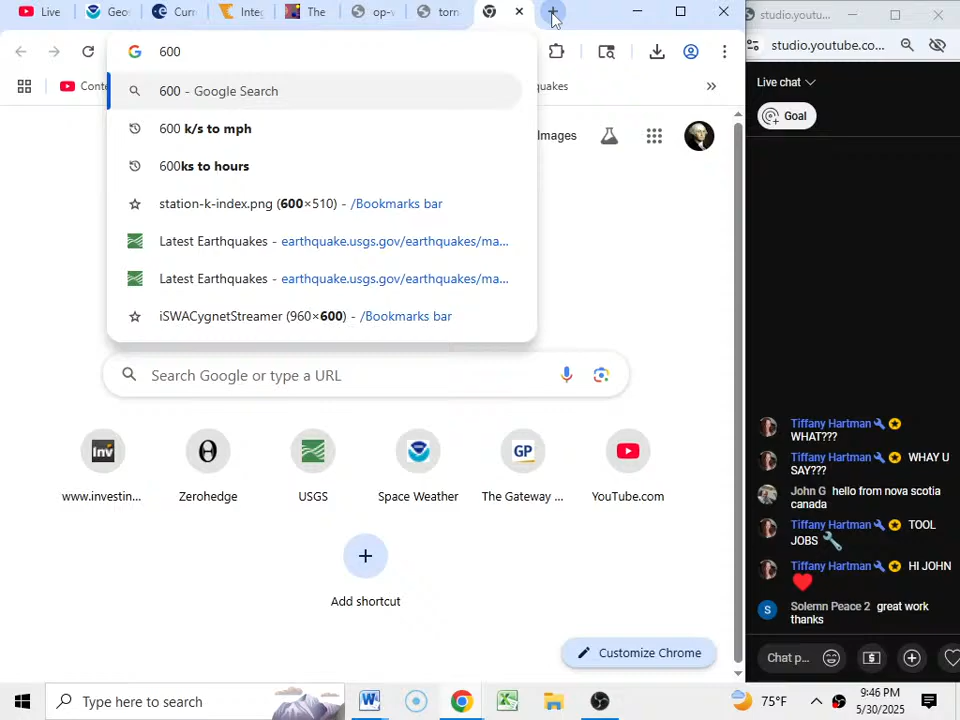 Live
Geo
Curr
Inte
The
op-v
torn
studio.youtu...
600
studio.youtube.co...
Conte
quakes
»
Live chat
Goal
600 - Google Search
600 k/s to mph
600ks to hours
station-k-index.png (600×510) - /Bookmarks bar
Latest Earthquakes - earthquake.usgs.gov/earthquakes/ma...
Latest Earthquakes - earthquake.usgs.gov/earthquakes/ma...
iSWACygnetStreamer (960×600) - /Bookmarks bar
Images
Search Google or type a URL
Inv
GP
www.investin...
Zerohedge
USGS
Space Weather
The Gateway ...
YouTube.com
Add shortcut
Customize Chrome
Tiffany Hartman
WHAT???
Tiffany Hartman WHAY U
SAY???
John G hello from nova scotia
canada
Tiffany Hartman TOOL
JOBS
Tiffany Hartman HI JOHN
S
Solemn Peace 2 great work
thanks
Chat p...
Type here to search
75°F
9:46 PM
5/30/2025